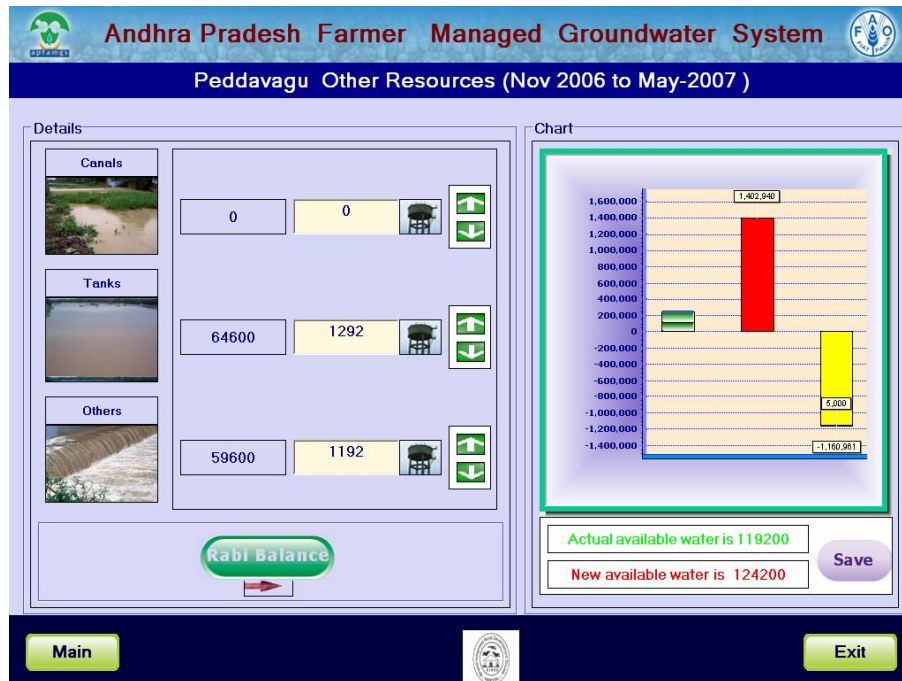 Andhra Pradesh Farmer Managed Groundwater System
Peddavagu Other Resources (Nov 2006 to May-2007 )
Details
Canals
0
0
Tanks
64600
1292
Others
59600
1192
Rabi Balance
Chart
1,600,000
1,400,000
1,200,000
1,000,000
800,000
600,000
400,000
200,000
0
-200,000
-400,000
-600,000
-800,000
-1,000,000
-1,200,000
-1,400,000
1,402,940
5,000
-1,160,961
Actual available water is 119200
New available water is 124200
Save
Main
Exit